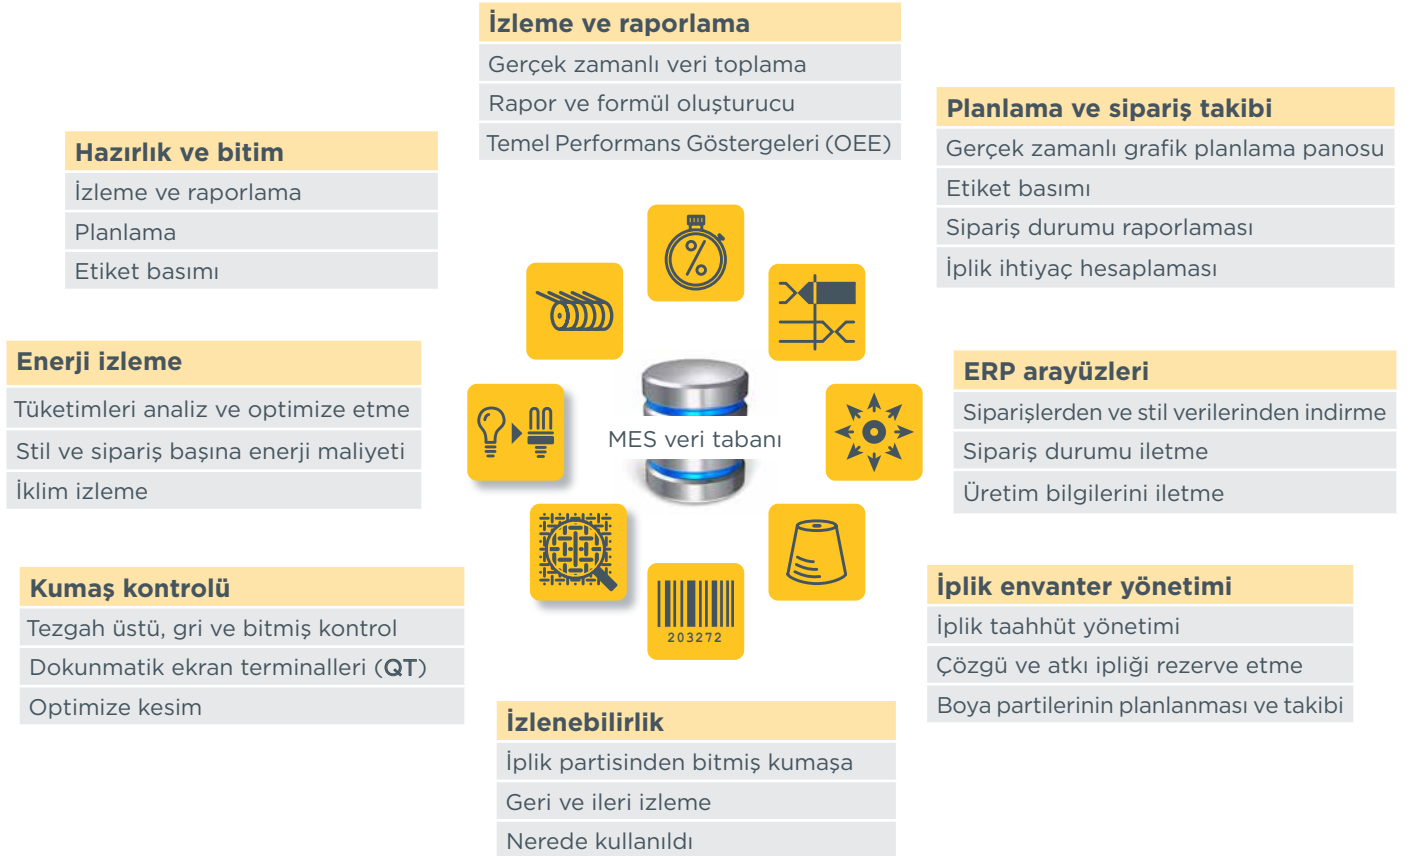 İzleme ve raporlama
Gerçek zamanlı veri toplama
Rapor ve formül oluşturucu
Temel Performans Göstergeleri (OEE)
Planlama ve sipariş takibi
Gerçek zamanlı grafik planlama panosu
Etiket basımı
Sipariş durumu raporlaması
İplik ihtiyaç hesaplaması
Hazırlık ve bitim
İzleme ve raporlama
Planlama
Etiket basımı
Enerji izleme
Tüketimleri analiz ve optimize etme
Stil ve sipariş başına enerji maliyeti
İklim izleme
MES veri tabanı
ERP arayüzleri
Siparişlerden ve stil verilerinden indirme
Sipariş durumu iletme
Üretim bilgilerini iletme
Kumaş kontrolü
Tezgah üstü, gri ve bitmiş kontrol
Dokunmatik ekran terminalleri (QT)
Optimize kesim
203272
İplik envanter yönetimi
İplik taahhüt yönetimi
Çözgü ve atkı ipliği rezerve etme
Boya partilerinin planlanması ve takibi
İzlenebilirlik
İplik partisinden bitmiş kumaşa
Geri ve ileri izleme
Nerede kullanıldı